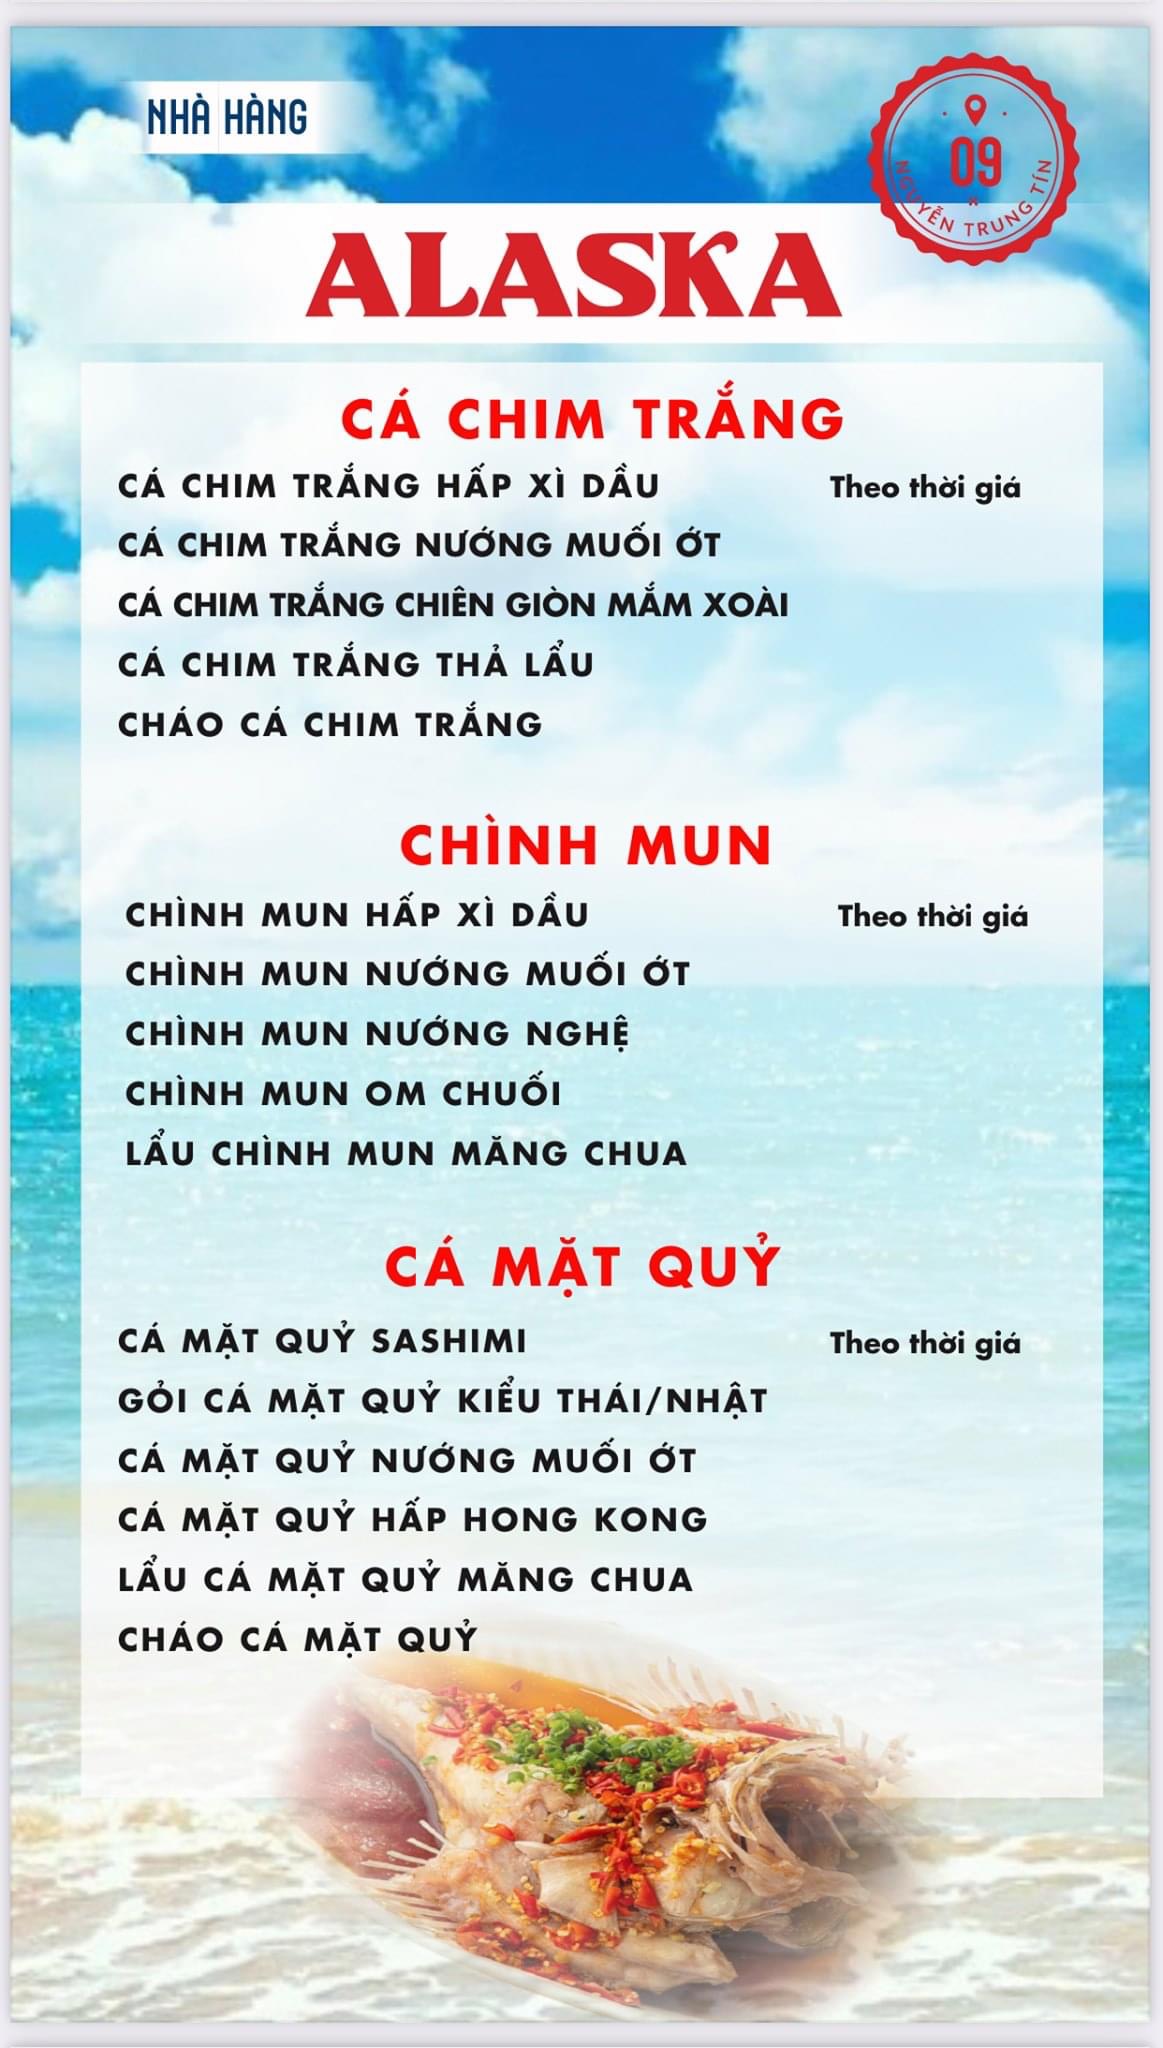 NHÀ HÀNG
09
NGUYỄN TRUNG TÍN
ALASKA
CÁ CHIM TRẮNG
CÁ CHIM TRẮNG HẤP XÌ DẦU Theo thời giá
CÁ CHIM TRẮNG NƯỚNG MUỐI ỚT
CÁ CHIM TRẮNG CHIÊN GIÒN MẮM XOÀI
CÁ CHIM TRẮNG THẢ LẨU
CHÁO CÁ CHIM TRẮNG
CHÌNH MUN
CHÌNH MUN HẤP XÌ DẦU Theo thời giá
CHÌNH MUN NƯỚNG MUỐI ỚT
CHÌNH MUN NƯỚNG NGHỆ
CHÌNH MUN OM CHUỐI
LẨU CHÌNH MUN MĂNG CHUA
CÁ MẶT QUỶ
CÁ MẶT QUỶ SASHIMI Theo thời giá
GỎI CÁ MẶT QUỶ KIỂU THÁI/NHẬT
CÁ MẶT QUỶ NƯỚNG MUỐI ỚT
CÁ MẶT QUỶ HẤP HONG KONG
LẨU CÁ MẶT QUỶ MĂNG CHUA
CHÁO CÁ MẶT QUỶ